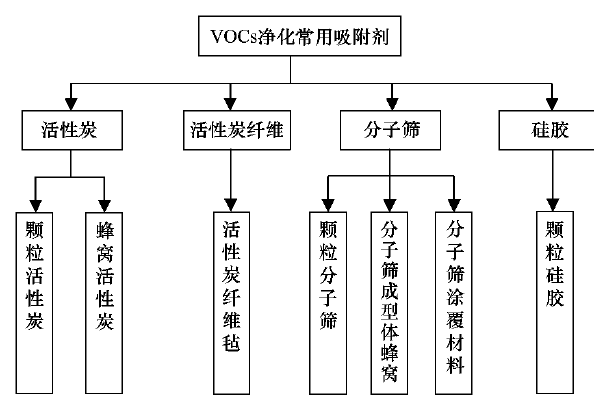 VOCs净化常用吸附剂
活性炭
活性炭纤维
分子筛
硅胶
颗粒活性炭
蜂窝活性炭
活性炭纤维毡
颗粒分子筛
分子筛成型体蜂窝
分子筛涂覆材料
颗粒硅胶